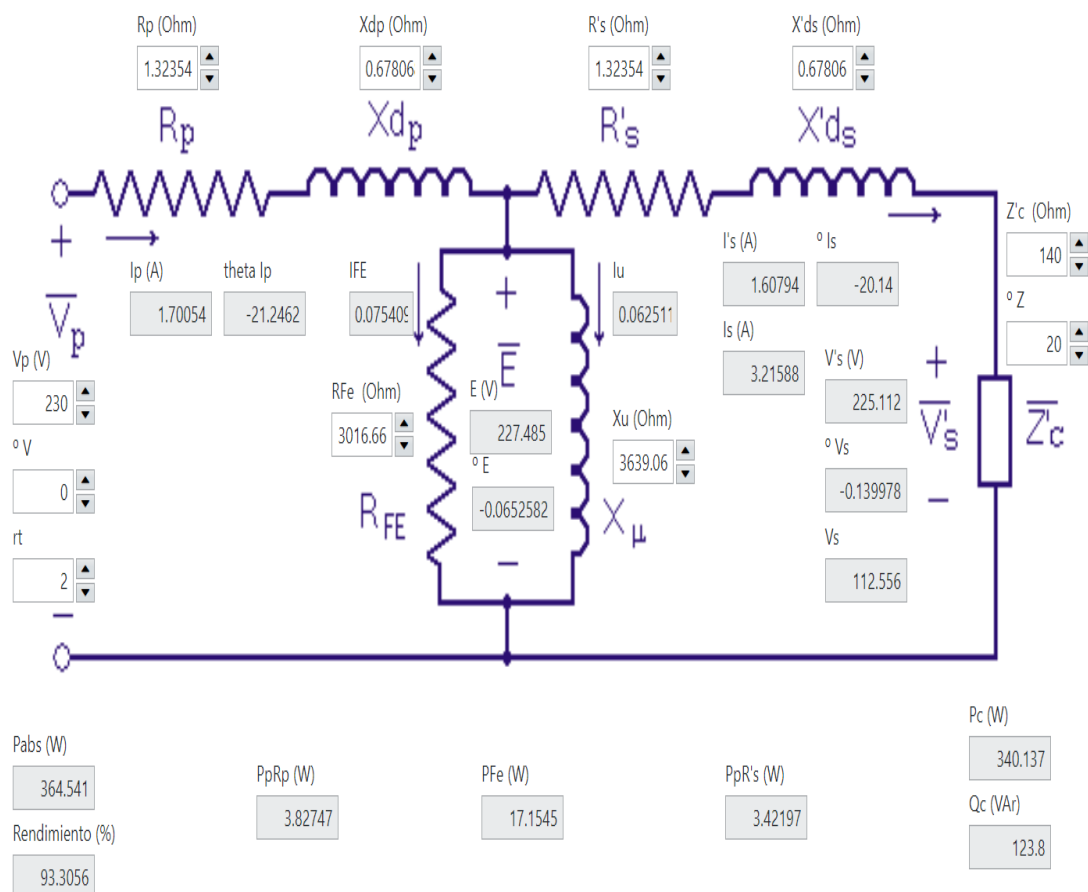 Rp (Ohm) Xdp (Ohm) R's (Ohm) X'ds (Ohm)
1.32354 0.67806 1.32354 0.67806
Rp Xdp R's X'ds
Z'c (Ohm)
140
+ Ip (A) theta Ip IFE + Iu I's (A) º Is
1.70054 -21.2462 0.075409 0.062511 1.60794 -20.14
º Z
20
Vp E Is (A)
3.21588
Vp (V) RFe (Ohm) E (V) Xu (Ohm) V's (V) +
230 3016.66 227.485 3639.06 225.112 V's Z'c
º V º E º Vs
0 -0.0652582 -0.139978 −
RFE Xμ
rt Vs
2 − 112.556
−
Pc (W)
340.137
Pabs (W) PpRp (W) PFe (W) PpR's (W)
364.541 3.82747 17.1545 3.42197
Qc (VAr)
123.8
Rendimiento (%)
93.3056